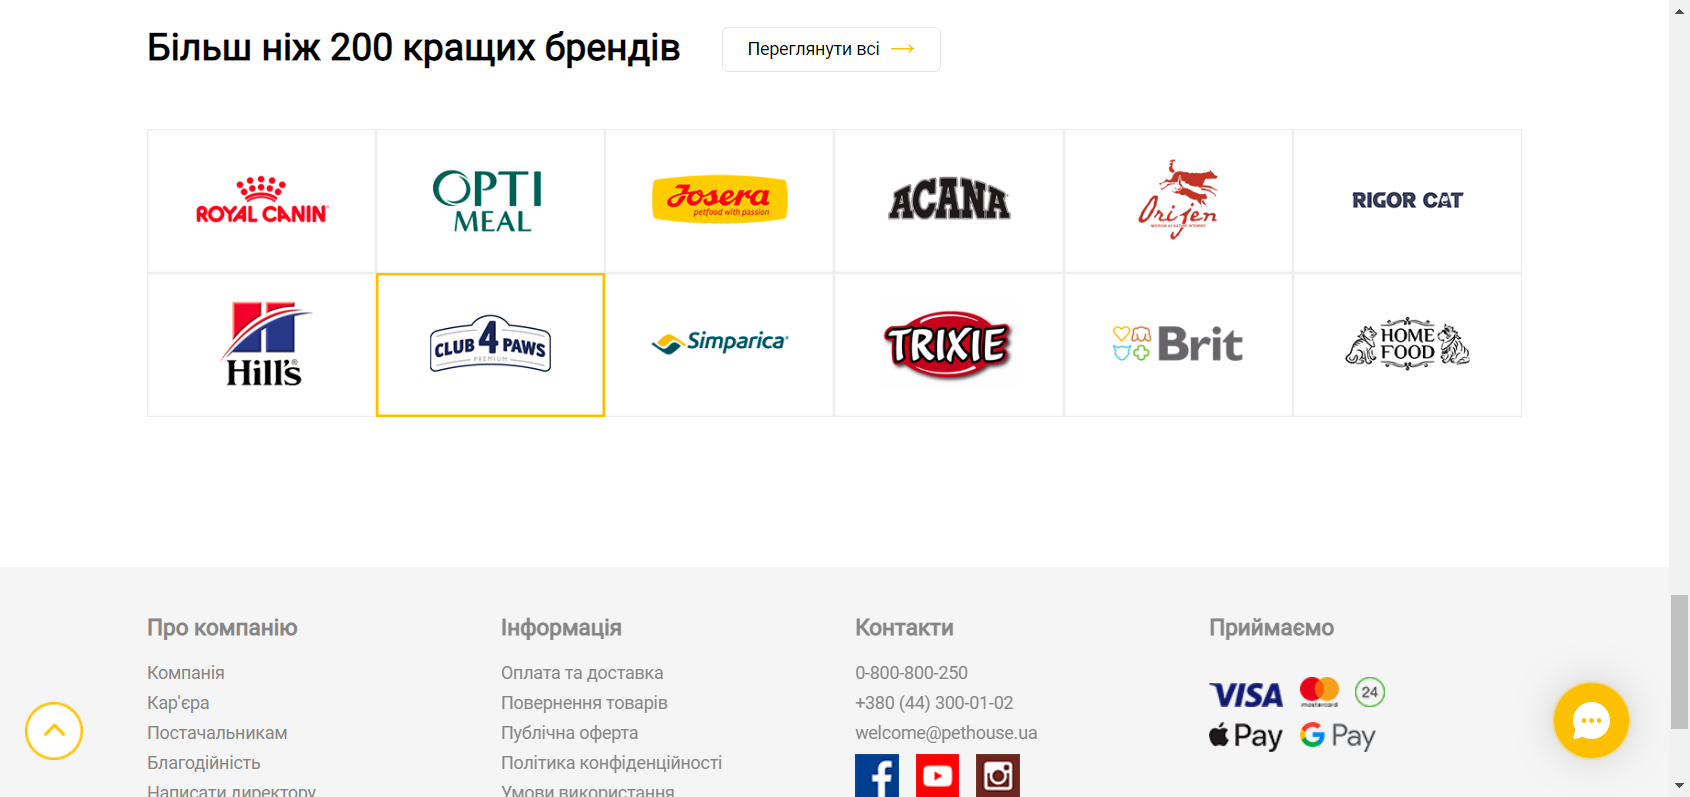 Більш ніж 200 кращих брендів
Переглянути всі
ROYAL CANIN
OPTI
MEAL
Josera
petfood with passion
ACANA
Orijen
RIGOR CAT
Hill's
CLUB 4 PAWS
PREMIUM
Simparica
TRIXIE
Brit
HOME
FOOD
Про компанію
Компанія
Кар'єра
Постачальникам
Благодійність
Написати директору
Інформація
Оплата та доставка
Повернення товарів
Публічна оферта
Політика конфіденційності
Умови використання
Контакти
0-800-800-250
+380 (44) 300-01-02
welcome@pethouse.ua
Приймаємо
VISA
mastercard
24
Pay
G Pay